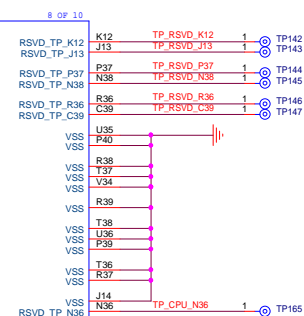 8 OF 10
RSVD_TP_K12 K12 TP_RSVD_K12 1 TP142
RSVD_TP_J13 J13 TP_RSVD_J13 1 TP143
RSVD_TP_P37 P37 TP_RSVD_P37 1 TP144
RSVD_TP_N38 N38 TP_RSVD_N38 1 TP145
RSVD_TP_R36 R36 TP_RSVD_R36 1 TP146
RSVD_TP_C39 C39 TP_RSVD_C39 1 TP147
VSS U35
VSS P40
VSS R38
VSS T37
VSS V34
VSS R39
VSS T38
VSS U36
VSS P39
VSS T36
VSS R37
VSS J14
RSVD_TP_N36 N36 TP_CPU_N36 1 TP165